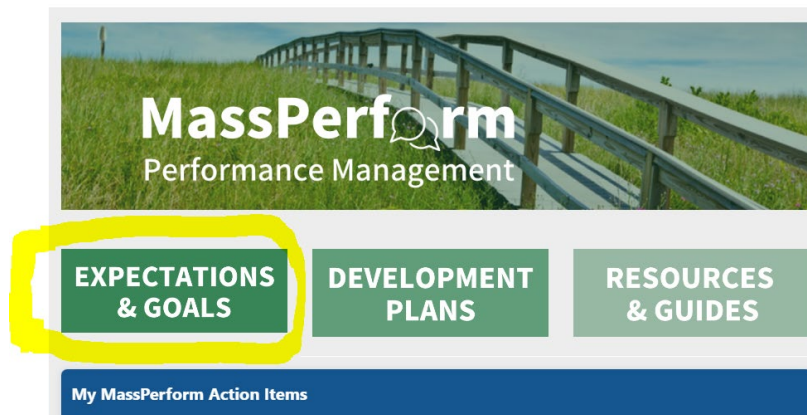 MassPerform
Performance Management
EXPECTATIONS
& GOALS
DEVELOPMENT
PLANS
RESOURCES
& GUIDES
My MassPerform Action Items